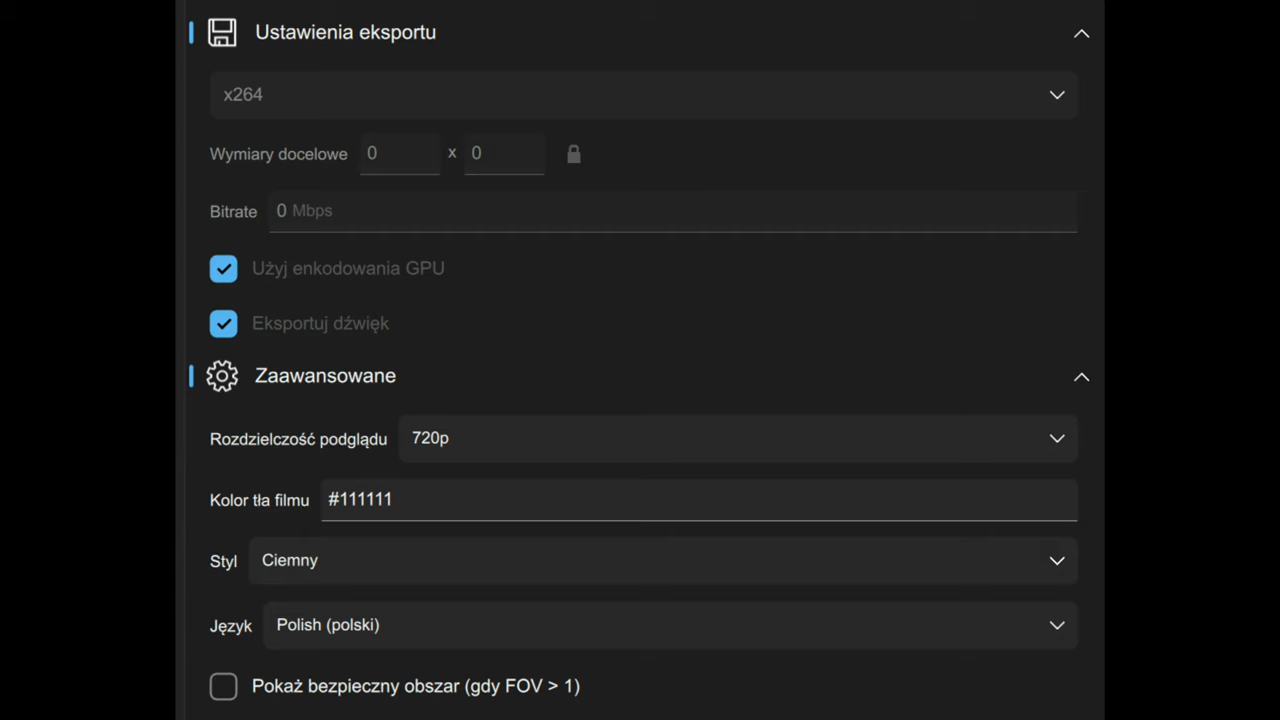 Ustawienia eksportu
x264
Wymiary docelowe 0 x 0
Bitrate 0 Mbps
Użyj enkodowania GPU
Eksportuj dźwięk
Zaawansowane
Rozdzielczość podglądu 720p
Kolor tła filmu #111111
Styl Ciemny
Język Polish (polski)
Pokaż bezpieczny obszar (gdy FOV > 1)